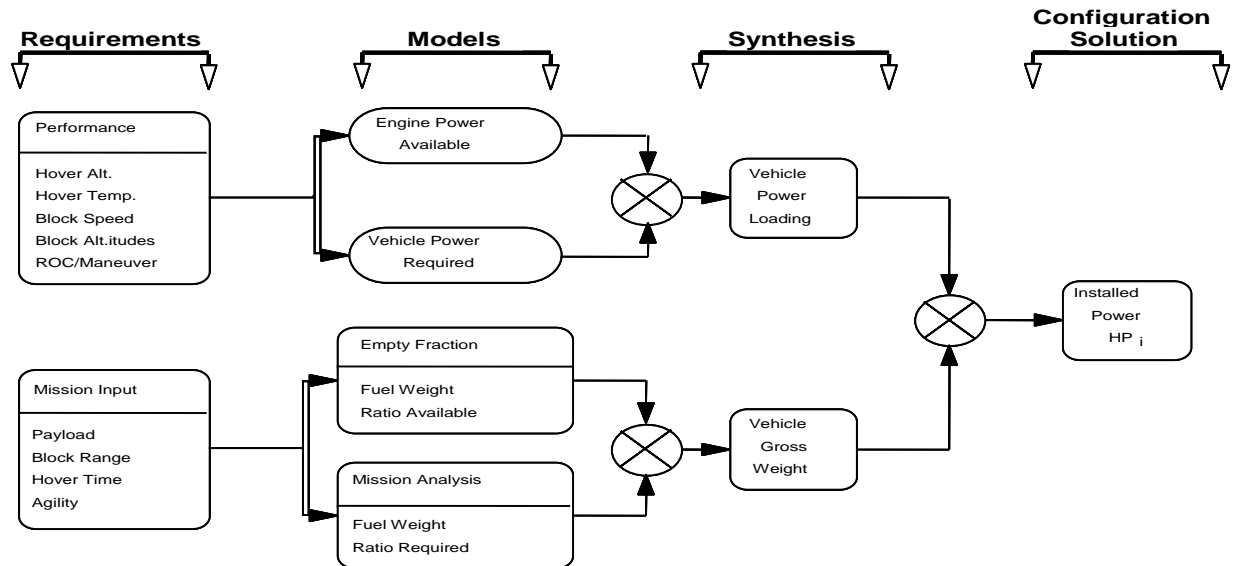 Requirements
Models
Synthesis
Configuration
Solution
Performance
Hover Alt.
Hover Temp.
Block Speed
Block Alt.itudes
ROC/Maneuver
Engine Power
Available
Vehicle Power
Required
Vehicle
Power
Loading
Installed
Power
HP i
Mission Input
Payload
Block Range
Hover Time
Agility
Empty Fraction
Fuel Weight
Ratio Available
Mission Analysis
Fuel Weight
Ratio Required
Vehicle
Gross
Weight